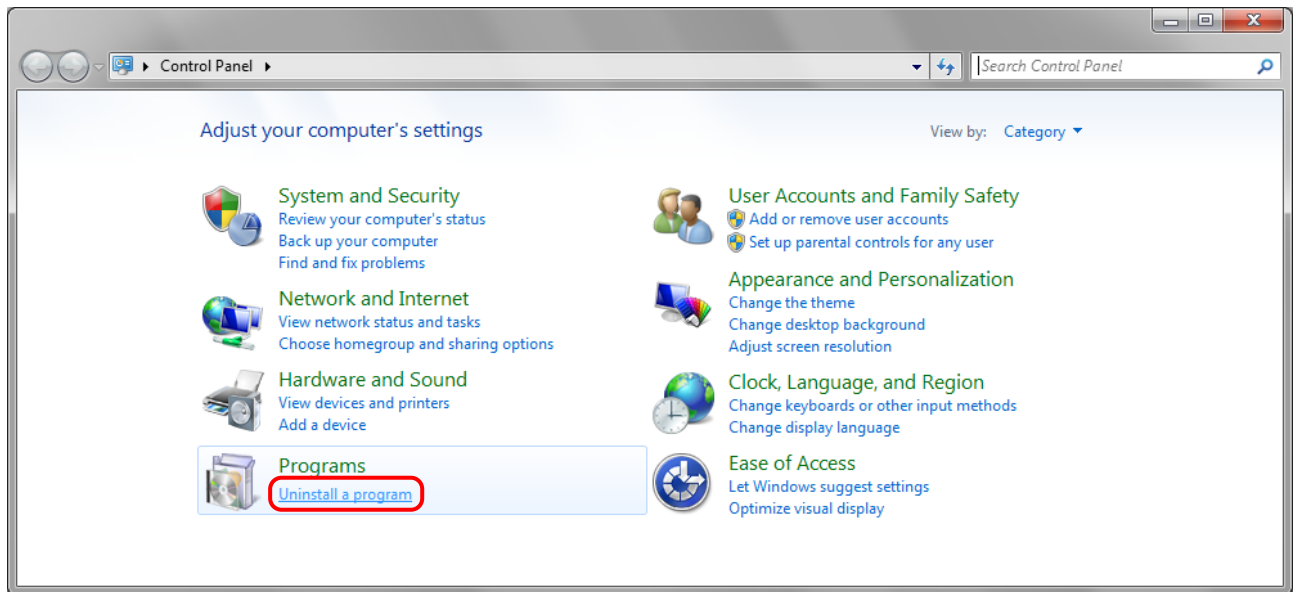 Control Panel
Search Control Panel
Adjust your computer's settings
View by: Category
System and Security
Review your computer's status
Back up your computer
Find and fix problems
Network and Internet
View network status and tasks
Choose homegroup and sharing options
Hardware and Sound
View devices and printers
Add a device
Programs
Uninstall a program
User Accounts and Family Safety
Add or remove user accounts
Set up parental controls for any user
Appearance and Personalization
Change the theme
Change desktop background
Adjust screen resolution
Clock, Language, and Region
Change keyboards or other input methods
Change display language
Ease of Access
Let Windows suggest settings
Optimize visual display